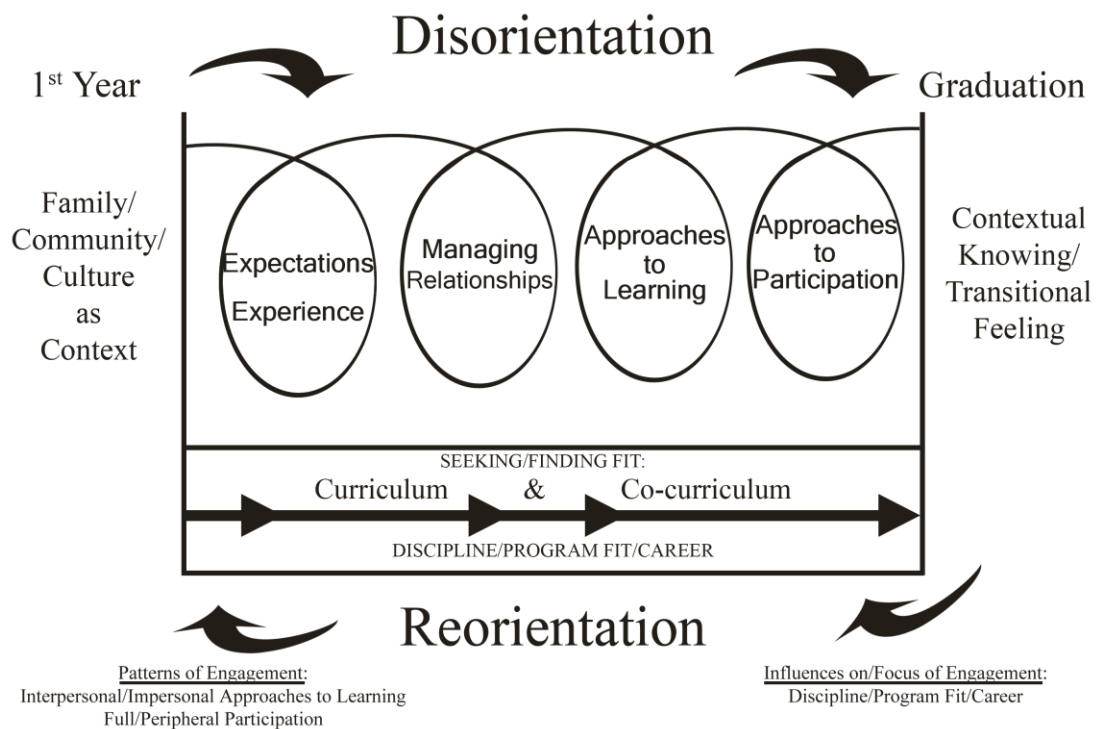 Disorientation
1st Year
Graduation
Family/
Community/
Culture
as
Context
Expectations
Experience
Managing
Relationships
Approaches
to
Learning
Approaches
to
Participation
Contextual
Knowing/
Transitional
Feeling
SEEKING/FINDING FIT:
Curriculum & Co-curriculum
DISCIPLINE/PROGRAM FIT/CAREER
Reorientation
Patterns of Engagement:
Interpersonal/Impersonal Approaches to Learning
Full/Peripheral Participation
Influences on/Focus of Engagement:
Discipline/Program Fit/Career